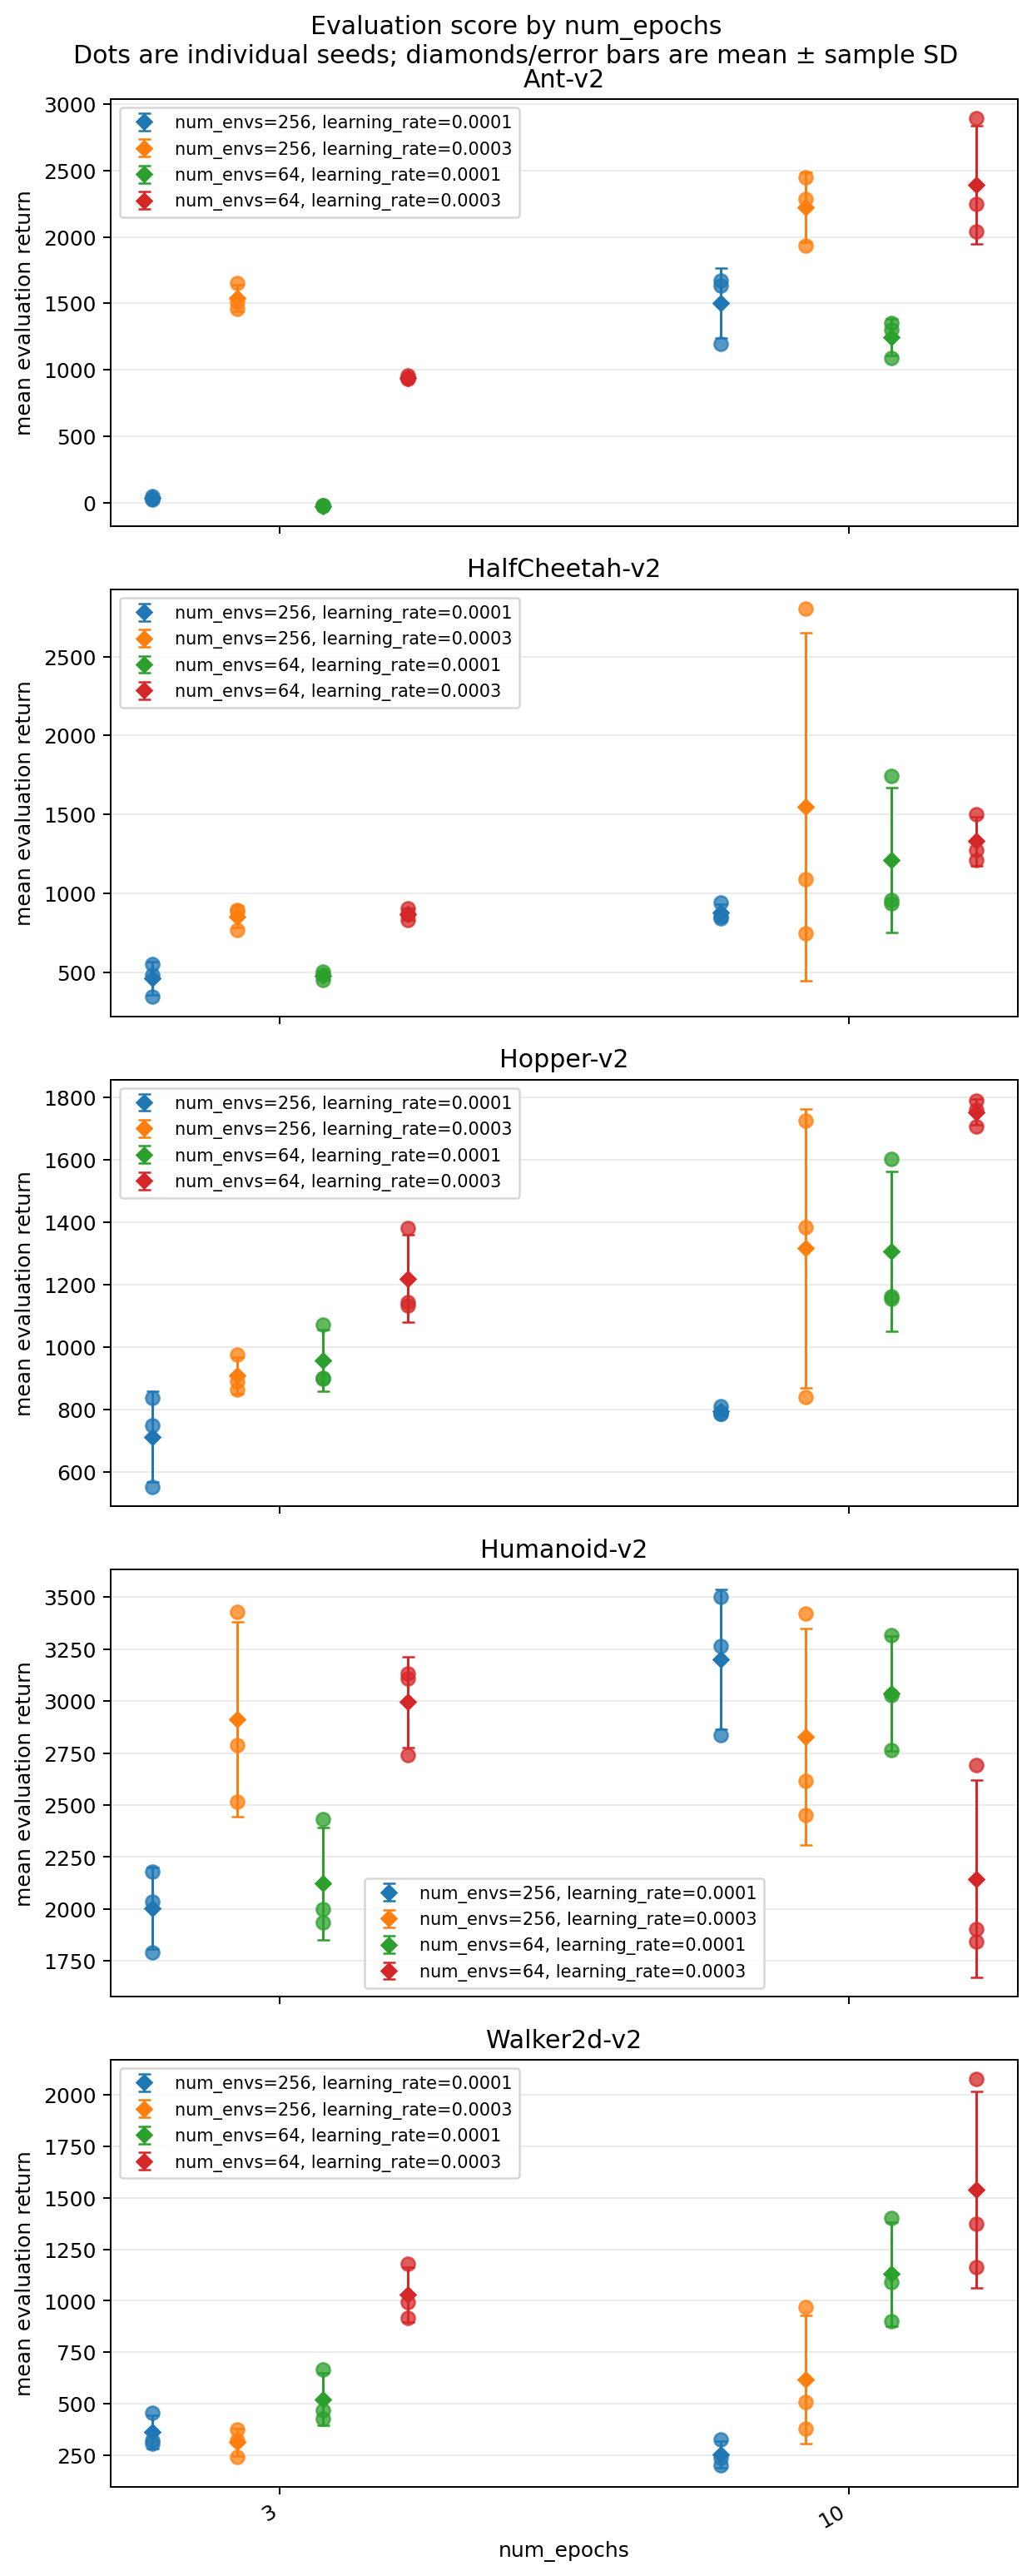 Evaluation score by num_epochs
Dots are individual seeds; diamonds/error bars are mean ± sample SD
Ant-v2
3000
2500
2000
1500
1000
500
0
mean evaluation return
num_envs=256, learning_rate=0.0001
num_envs=256, learning_rate=0.0003
num_envs=64, learning_rate=0.0001
num_envs=64, learning_rate=0.0003
HalfCheetah-v2
2500
2000
1500
1000
500
mean evaluation return
num_envs=256, learning_rate=0.0001
num_envs=256, learning_rate=0.0003
num_envs=64, learning_rate=0.0001
num_envs=64, learning_rate=0.0003
Hopper-v2
1800
1600
1400
1200
1000
800
600
mean evaluation return
num_envs=256, learning_rate=0.0001
num_envs=256, learning_rate=0.0003
num_envs=64, learning_rate=0.0001
num_envs=64, learning_rate=0.0003
Humanoid-v2
3500
3250
3000
2750
2500
2250
2000
1750
mean evaluation return
num_envs=256, learning_rate=0.0001
num_envs=256, learning_rate=0.0003
num_envs=64, learning_rate=0.0001
num_envs=64, learning_rate=0.0003
Walker2d-v2
2000
1750
1500
1250
1000
750
500
250
mean evaluation return
num_envs=256, learning_rate=0.0001
num_envs=256, learning_rate=0.0003
num_envs=64, learning_rate=0.0001
num_envs=64, learning_rate=0.0003
3
10
num_epochs